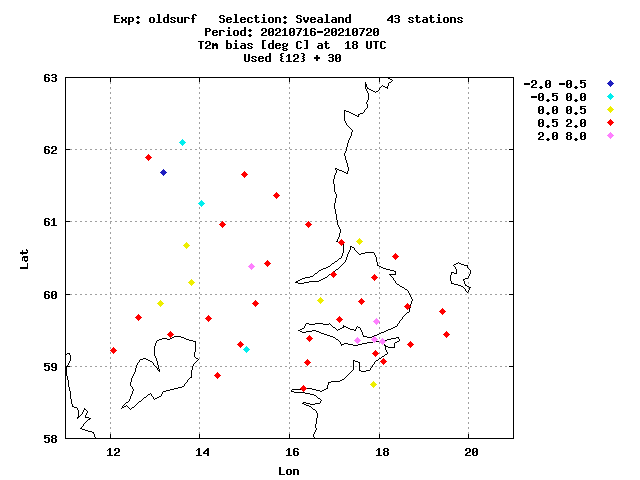 Exp: oldsurf   Selection: Svealand     43 stations
Period: 20210716-20210720
T2m bias [deg C] at  18 UTC
Used {12} + 30
63
62
61
60
59
58
Lat
12 14 16 18 20
Lon
-2.0 -0.5
-0.5 0.0
0.0 0.5
0.5 2.0
2.0 8.0